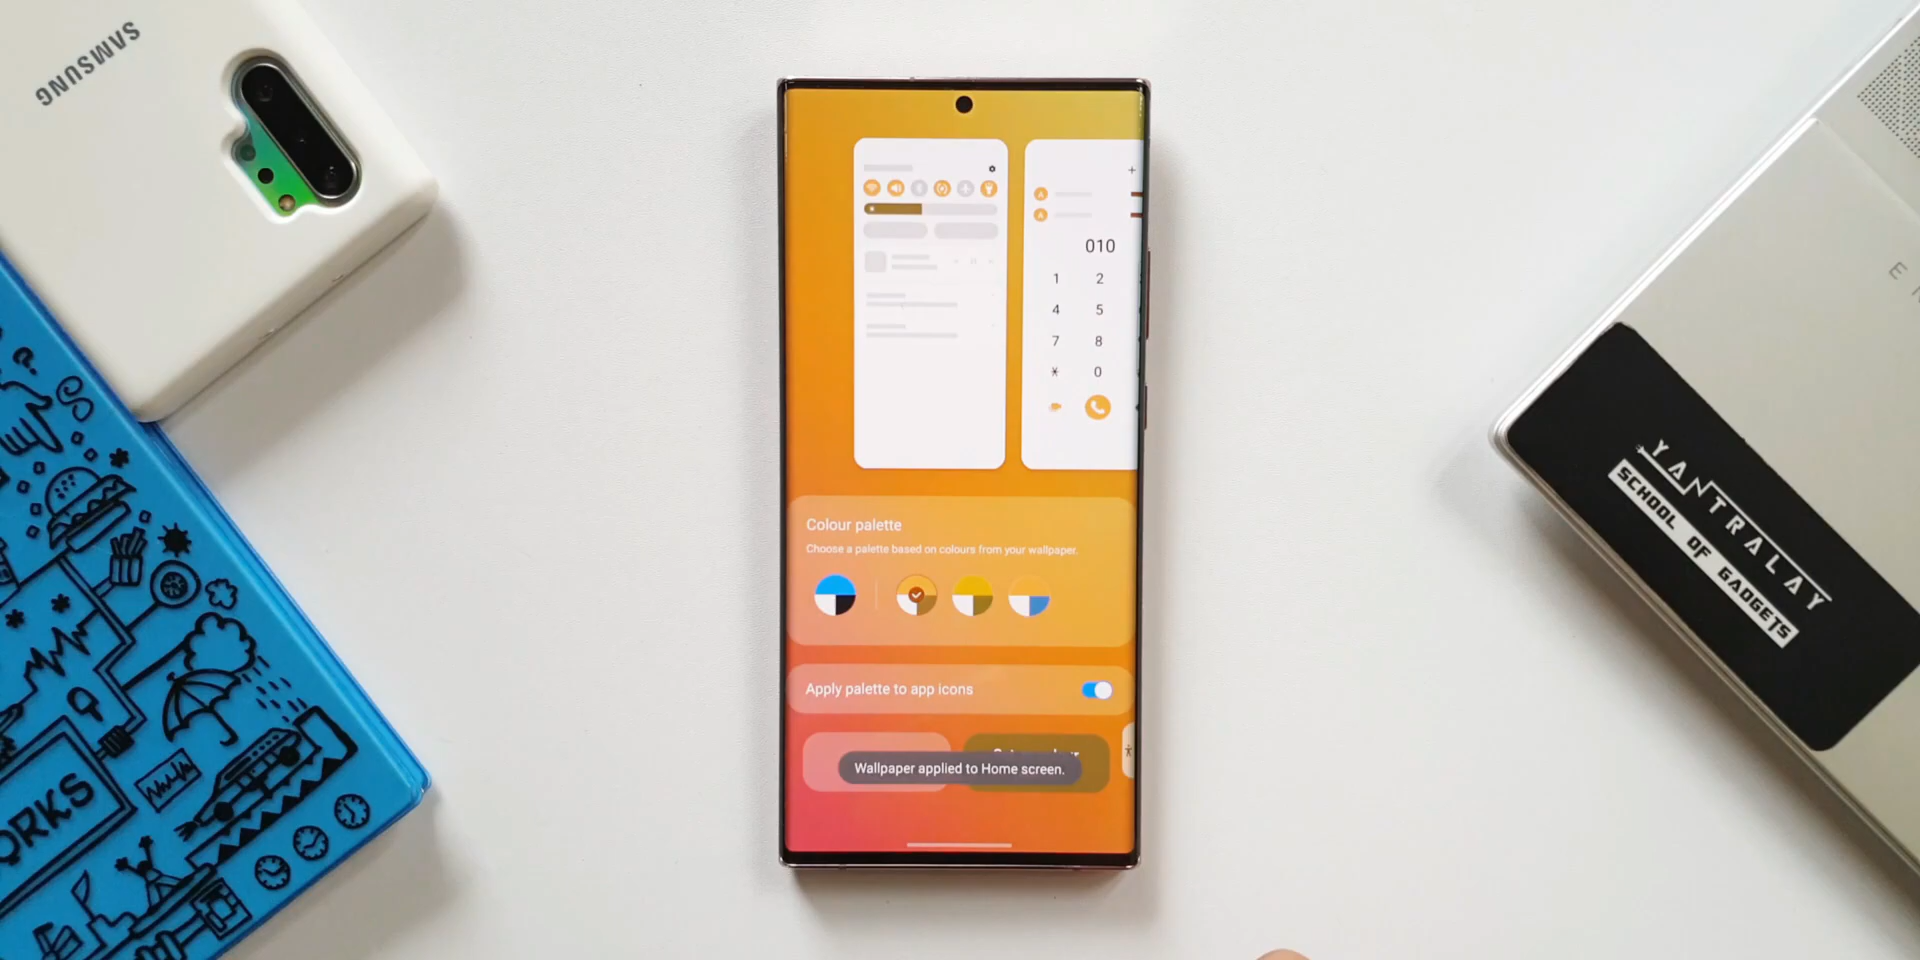 SAMSUNG
010
1 2
4 5
7 8
* 0
Colour palette
Choose a palette based on colours from your wallpaper.
Apply palette to app icons
Wallpaper applied to Home screen.
ORKS
YANTRALAY
SCHOOL OF GADGETS